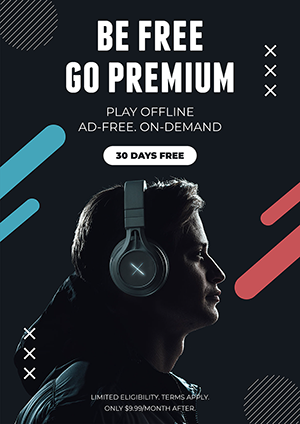 BE FREE
GO PREMIUM
PLAY OFFLINE
AD-FREE. ON-DEMAND
30 DAYS FREE
LIMITED ELIGIBILITY. TERMS APPLY.
ONLY $9.99/MONTH AFTER.